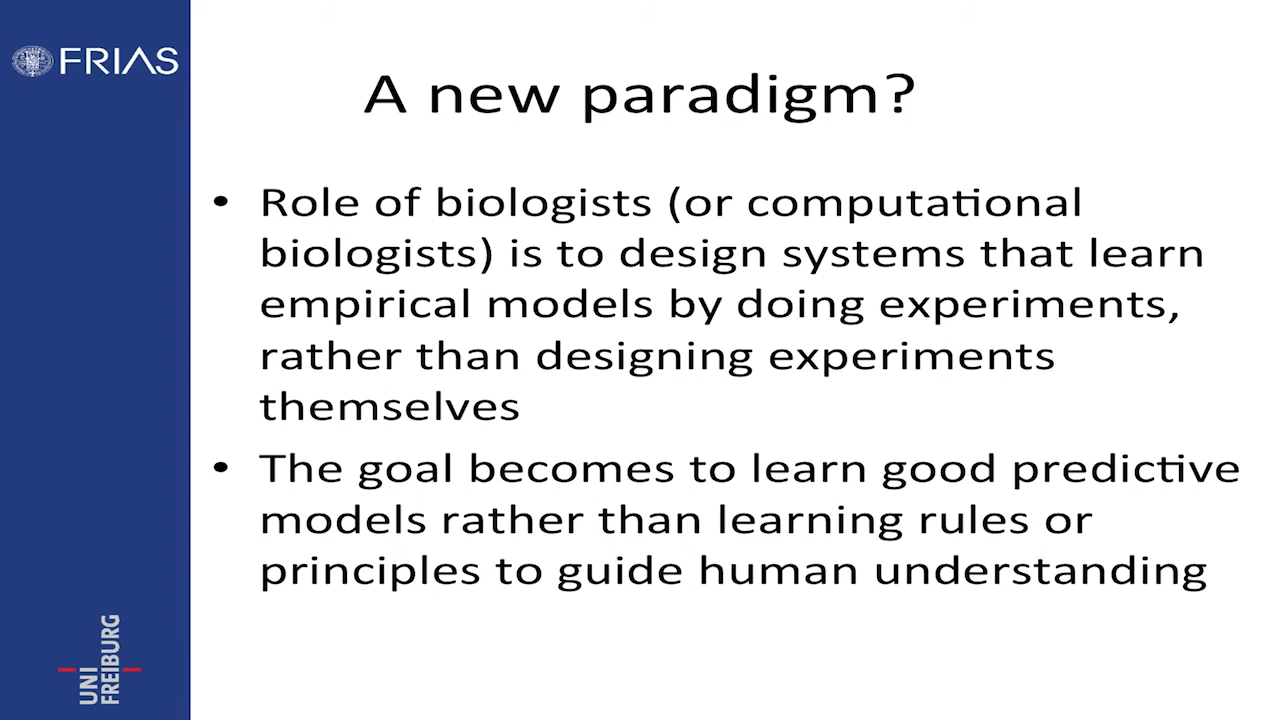 FRIAS
A new paradigm?
• Role of biologists (or computational
biologists) is to design systems that learn
empirical models by doing experiments,
rather than designing experiments
themselves
• The goal becomes to learn good predictive
models rather than learning rules or
principles to guide human understanding
UNI
FREIBURG